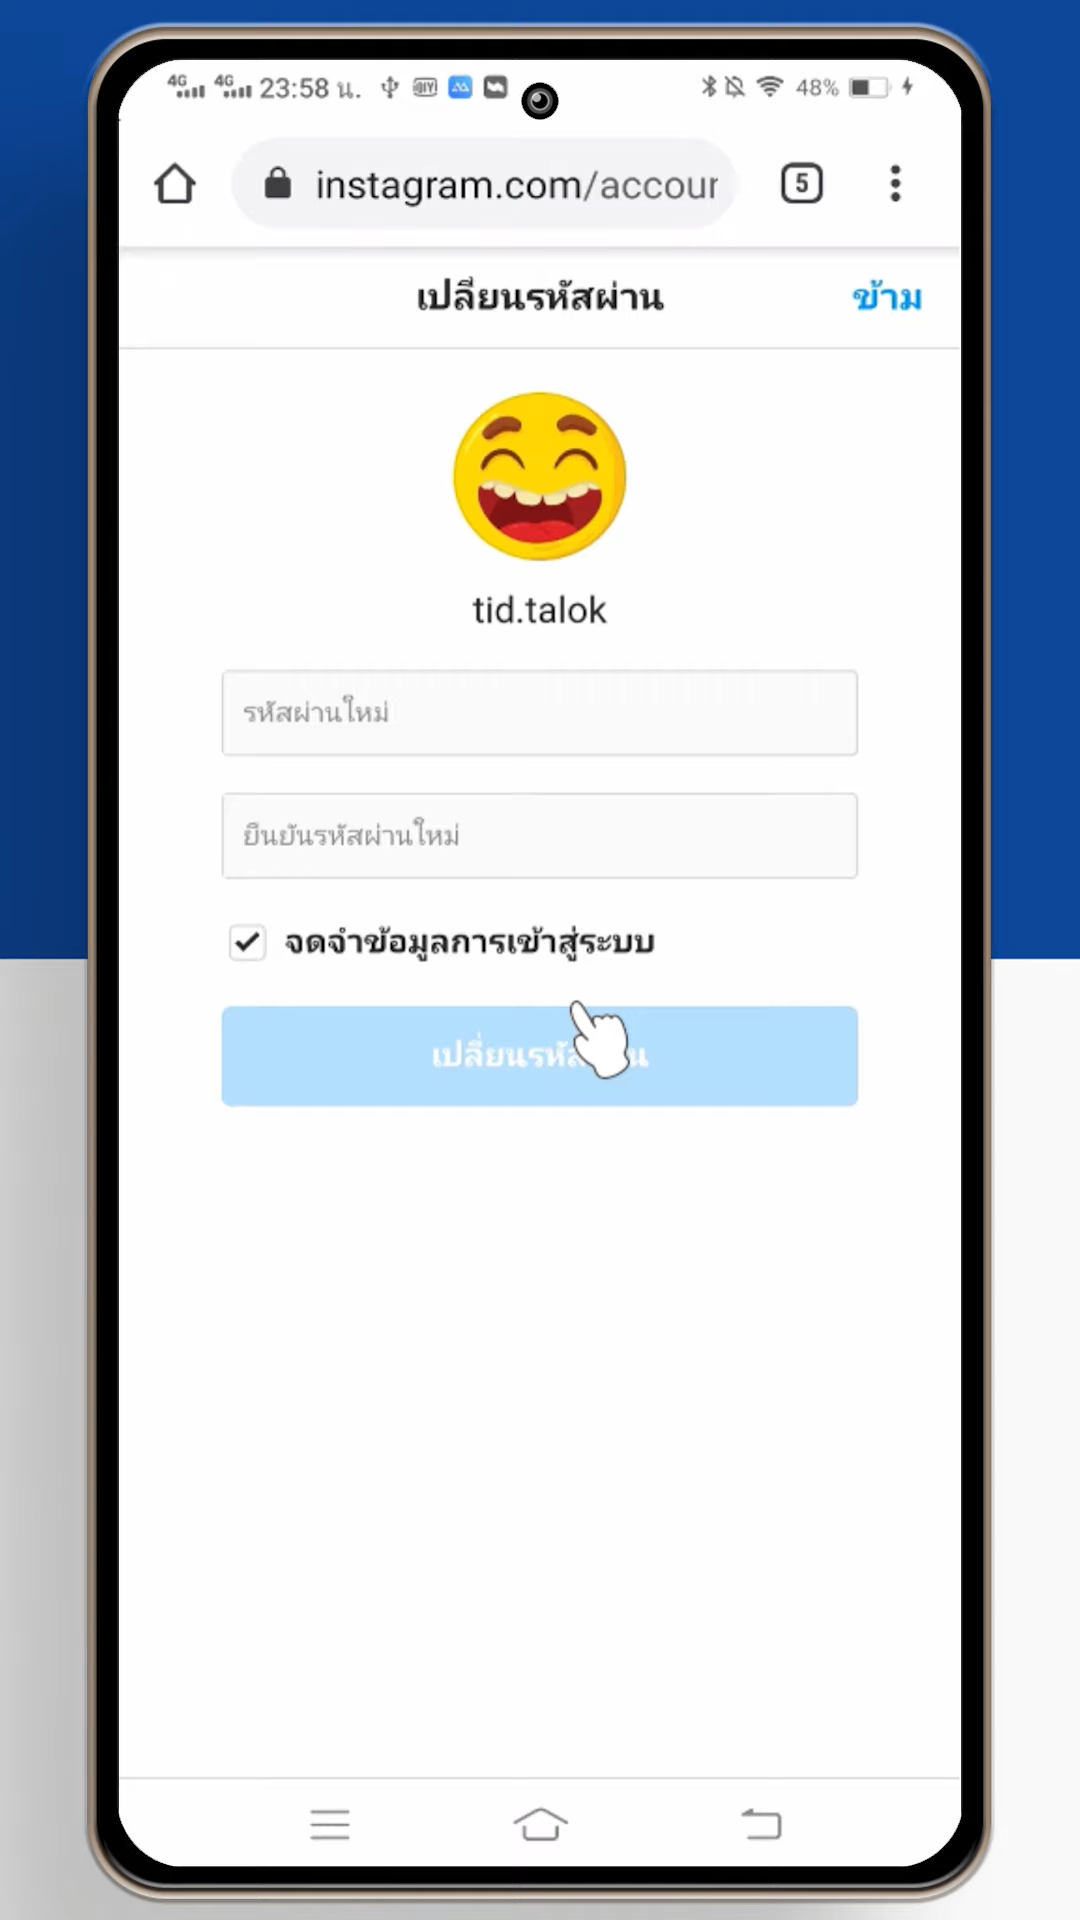 4G 4G 23:58 น. DIY 48%
instagram.com/accour 5
เปลี่ยนรหัสผ่าน ข้าม
tid.talok
รหัสผ่านใหม่
ยืนยันรหัสผ่านใหม่
จดจำข้อมูลการเข้าสู่ระบบ